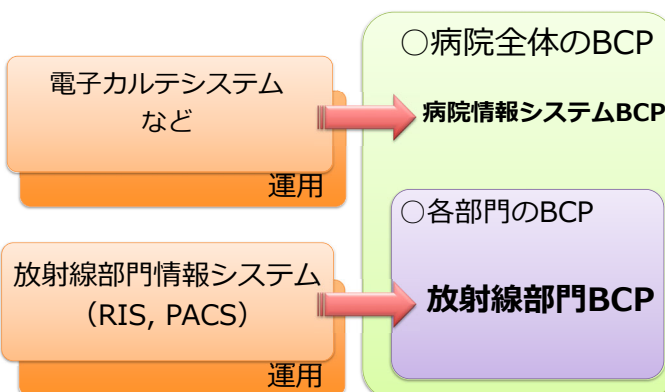 電子カルテシステム
など
運用
放射線部門情報システム
（RIS, PACS）
運用
○病院全体のBCP
病院情報システムBCP
○各部門のBCP
放射線部門BCP